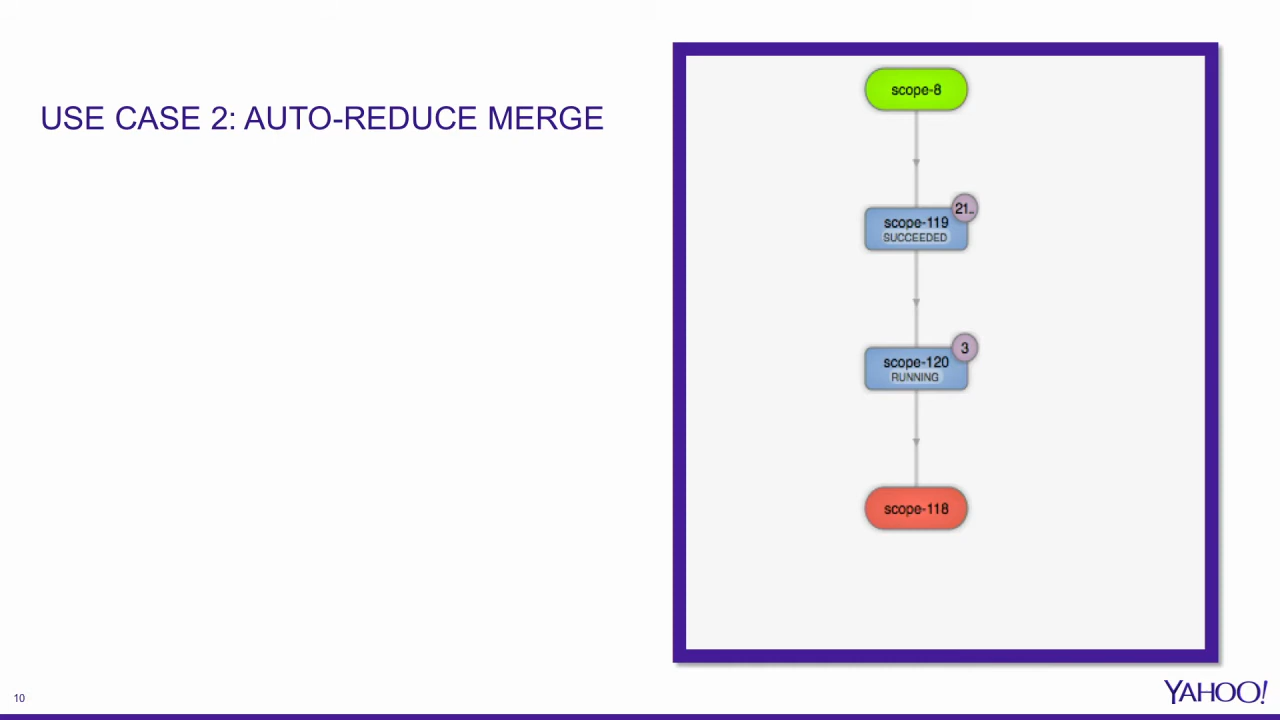 USE CASE 2: AUTO-REDUCE MERGE
scope-8
21..
scope-119
SUCCEEDED
3
scope-120
RUNNING
scope-118
10
YAHOO!